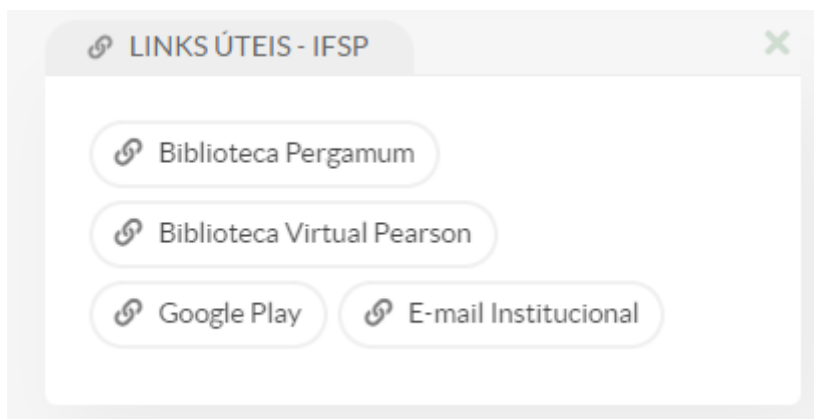 LINKS ÚTEIS - IFSP
Biblioteca Pergamum
Biblioteca Virtual Pearson
Google Play E-mail Institucional